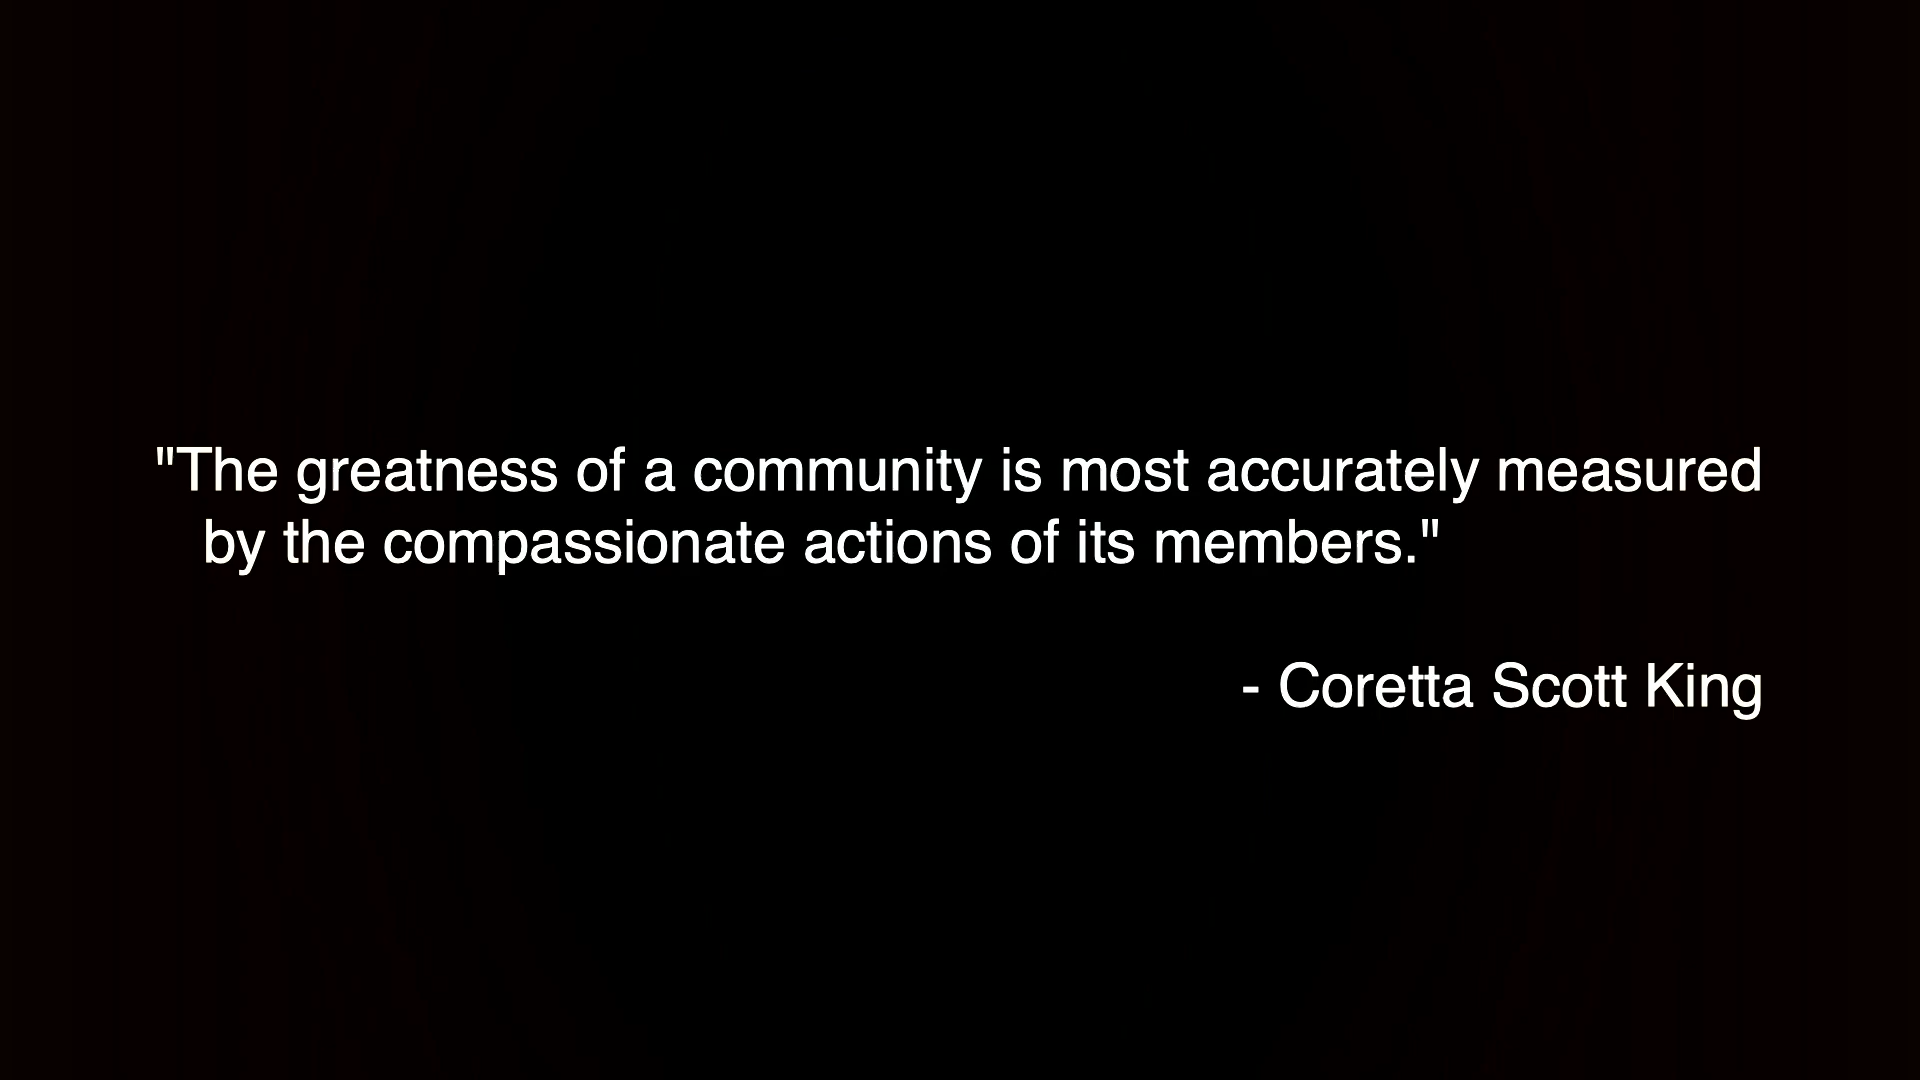 "The greatness of a community is most accurately measured
by the compassionate actions of its members."
- Coretta Scott King